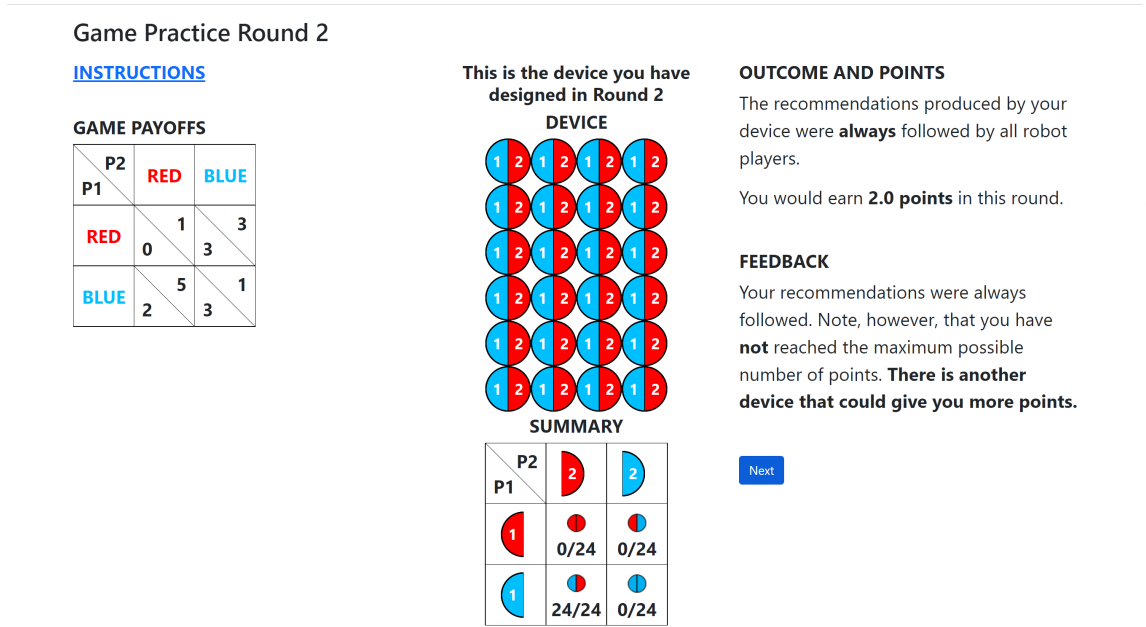 Game Practice Round 2
INSTRUCTIONS
GAME PAYOFFS
P2
P1
RED
BLUE
RED
1
0
3
3
BLUE
5
2
1
3
This is the device you have
designed in Round 2
DEVICE
1 2 1 2 1 2 1 2
1 2 1 2 1 2 1 2
1 2 1 2 1 2 1 2
1 2 1 2 1 2 1 2
1 2 1 2 1 2 1 2
1 2 1 2 1 2 1 2
SUMMARY
P2
P1
2
2
1
0/24
0/24
1
24/24
0/24
OUTCOME AND POINTS
The recommendations produced by your
device were always followed by all robot
players.
You would earn 2.0 points in this round.
FEEDBACK
Your recommendations were always
followed. Note, however, that you have
not reached the maximum possible
number of points. There is another
device that could give you more points.
Next